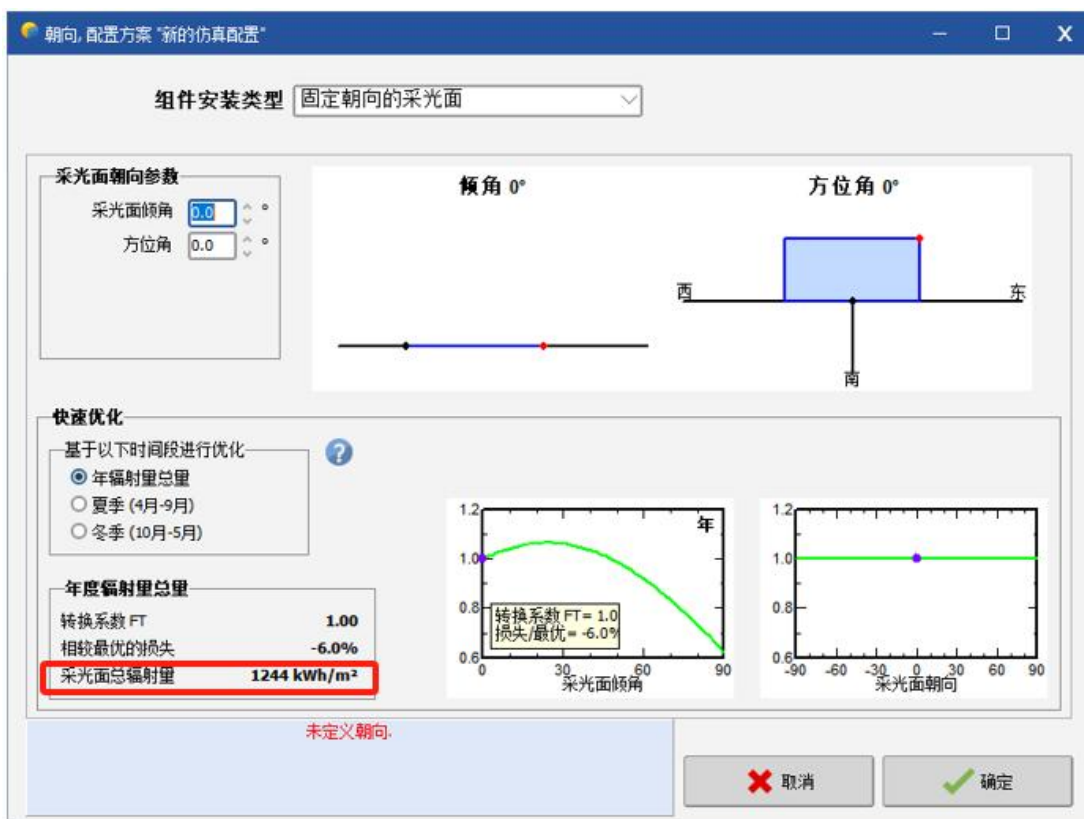 朝向, 配置方案 "新的仿真配置"
组件安装类型 固定朝向的采光面
采光面朝向参数
采光面倾角 0.0 °
方位角 0.0 °
倾角 0°
方位角 0°
西 东
南
快速优化
基于以下时间段进行优化
年辐射量总量
夏季 (4月-9月)
冬季 (10月-5月)
?
年度辐射量总量
转换系数 FT 1.00
相较最优的损失 -6.0%
采光面总辐射量 1244 kWh/m²
年
1.2
1.0
0.8
0.6
转换系数 FT= 1.0
损失/最优= -6.0%
0 30 60 90
采光面倾角
1.2
1.0
0.8
0.6
-90 -60 -30 0 30 60 90
采光面朝向
未定义朝向.
取消
确定